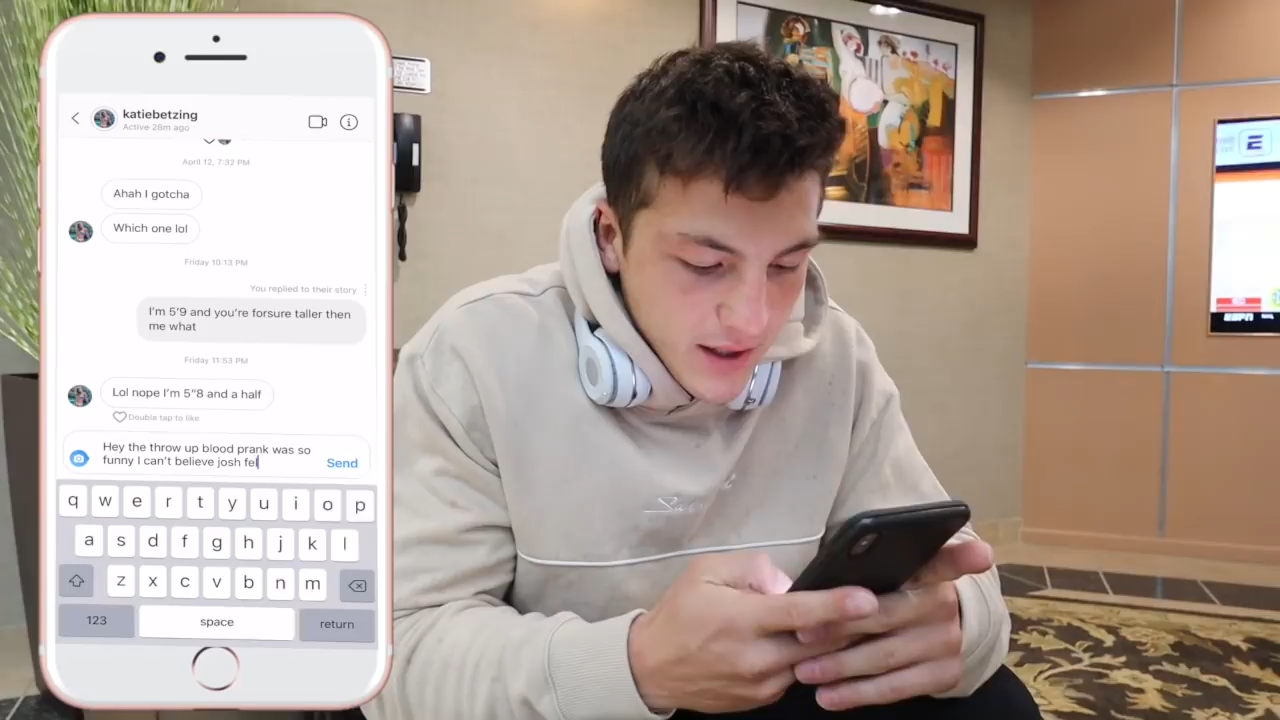 katiebetzing
Active 28m ago
April 12, 7:32 PM
Ahah I gotcha
Which one lol
Friday 10:13 PM
You replied to their story
I'm 5'9 and you're forsure taller then
me what
Friday 11:53 PM
Lol nope I'm 5"8 and a half
Double tap to like
Hey the throw up blood prank was so
funny I can't believe josh fel
Send
q w e r t y u i o p
a s d f g h j k l
z x c v b n m
123 space return
E
ESPN